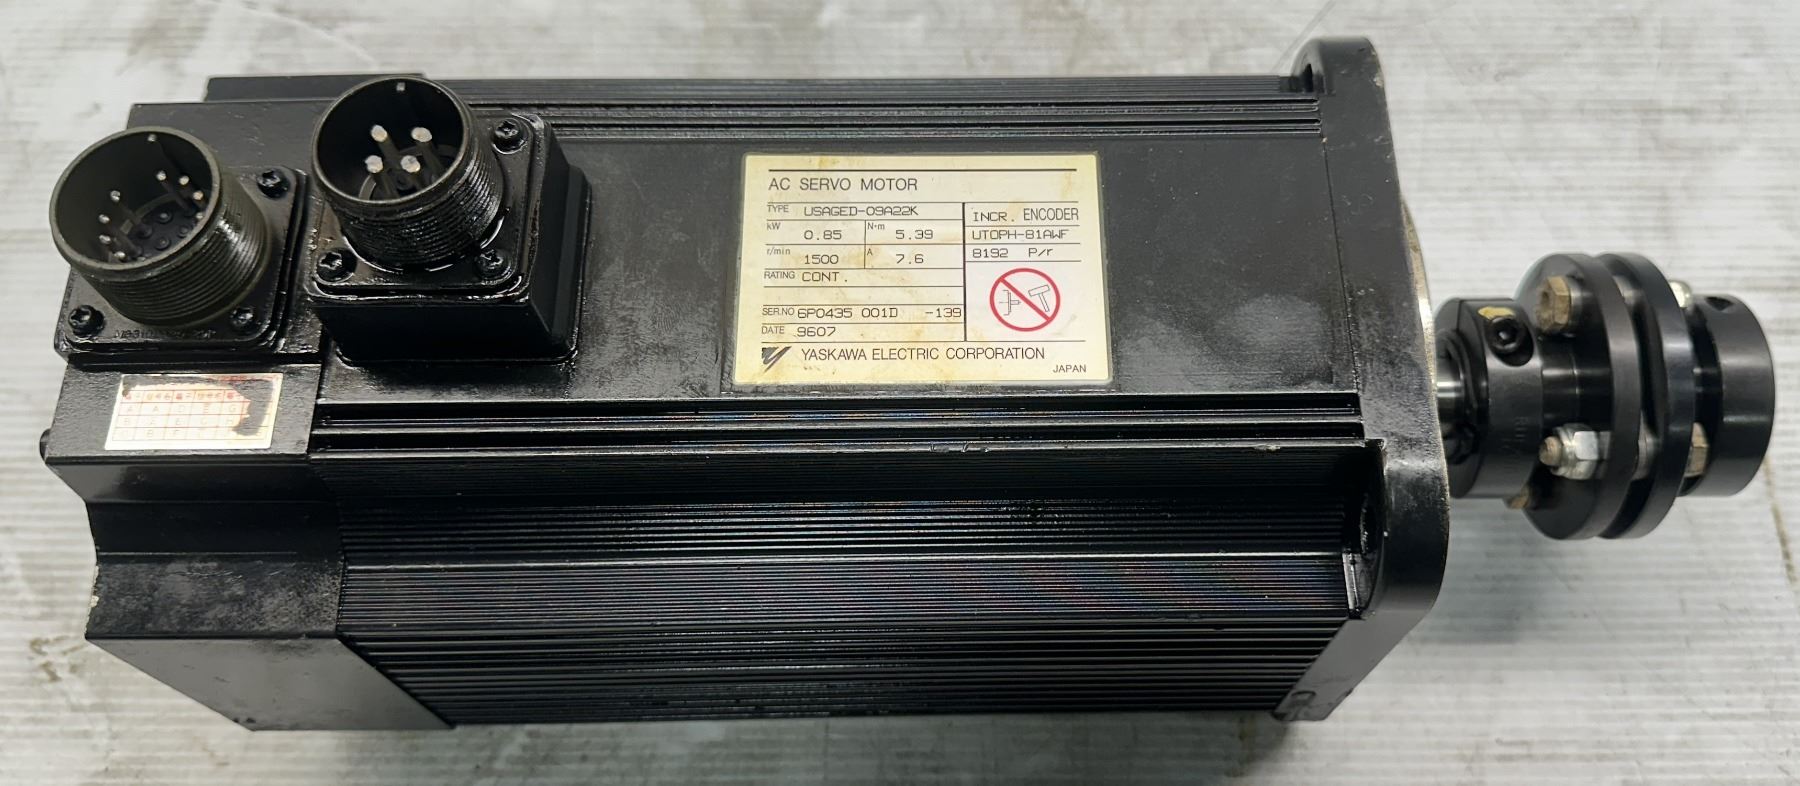 AC SERVO MOTOR
TYPE USAGED-09A22K
kW 0.85 N·m 5.39
r/min 1500 A 7.6
RATING CONT.
SER.NO 6P0435 001D -139
DATE 9607
INCR. ENCODER
UTOPH-81AWF
8192 P/r
YASKAWA ELECTRIC CORPORATION
JAPAN
A A D E G